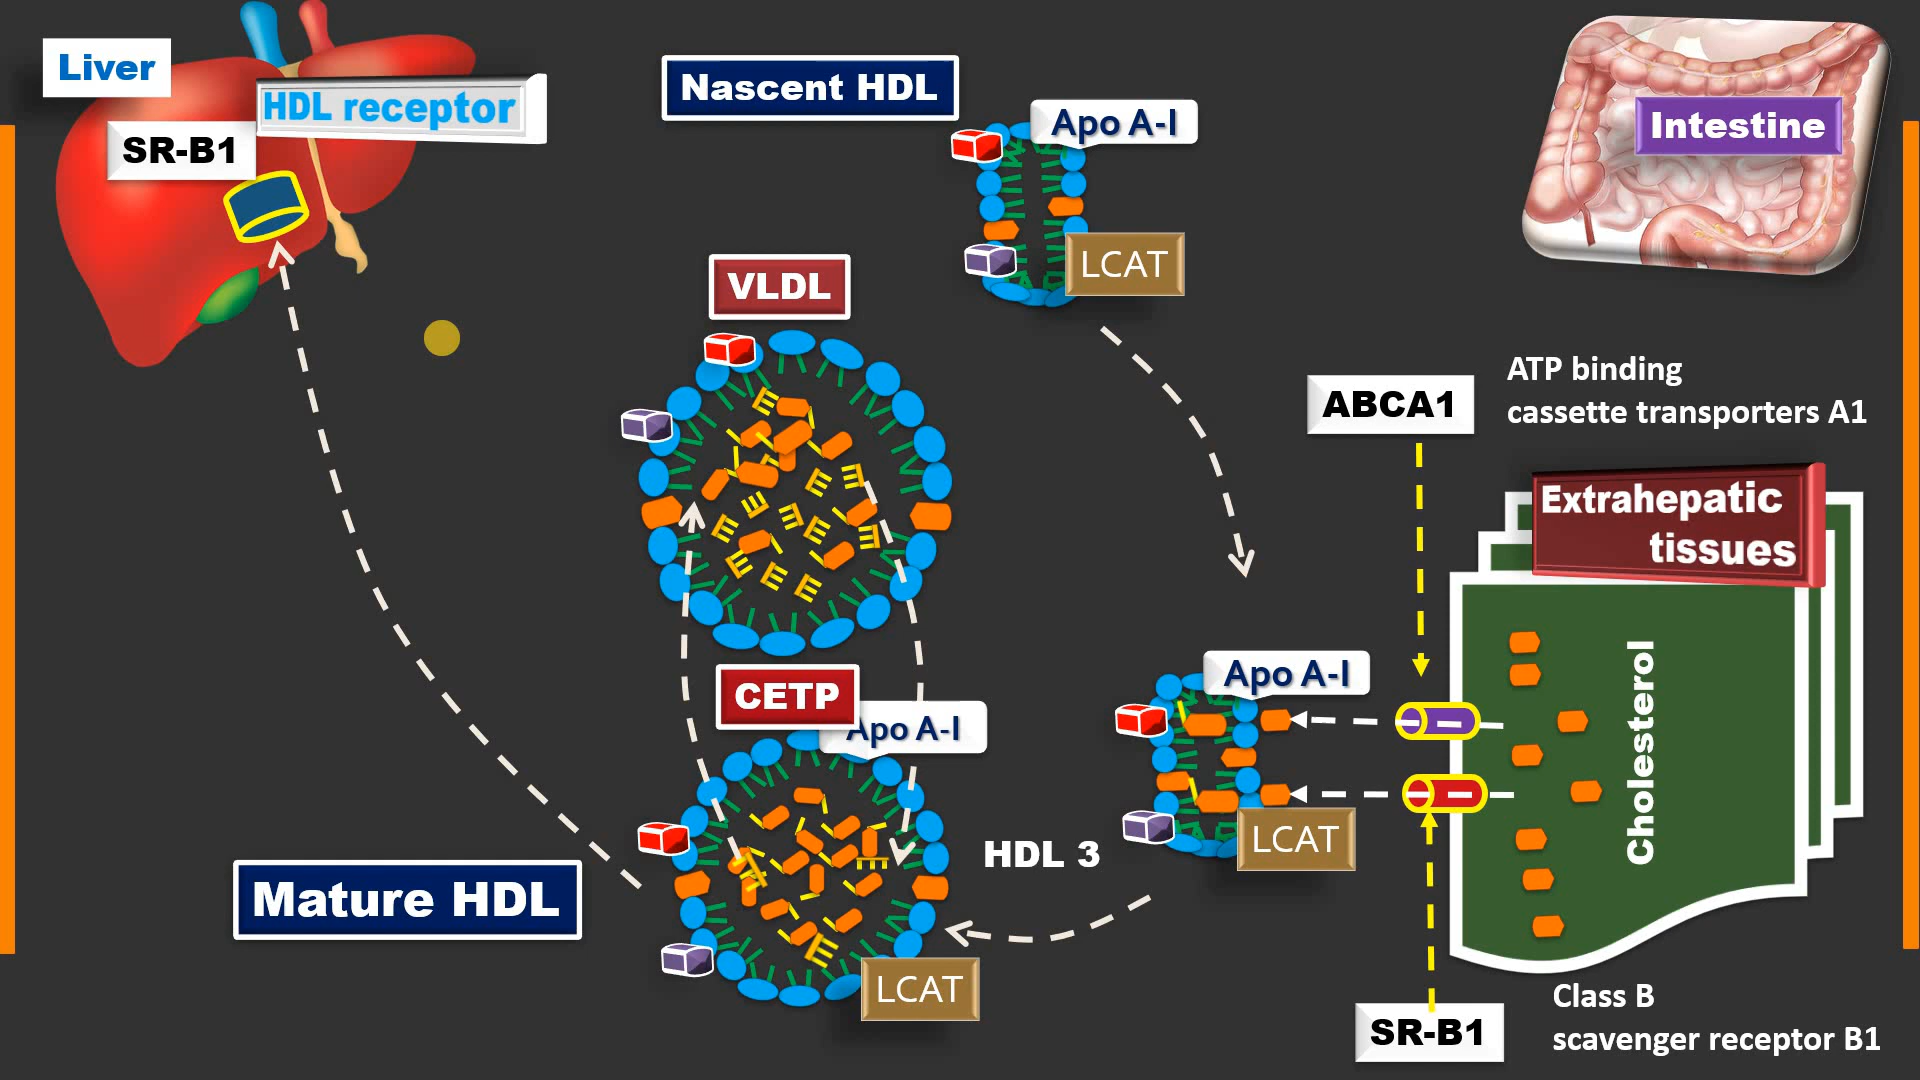 Liver
HDL receptor
SR-B1
Nascent HDL
Apo A-I
LCAT
Intestine
VLDL
ABCA1
ATP binding
cassette transporters A1
Extrahepatic
tissues
Cholesterol
CETP
Apo A-I
Apo A-I
LCAT
HDL 3
Mature HDL
LCAT
SR-B1
Class B
scavenger receptor B1